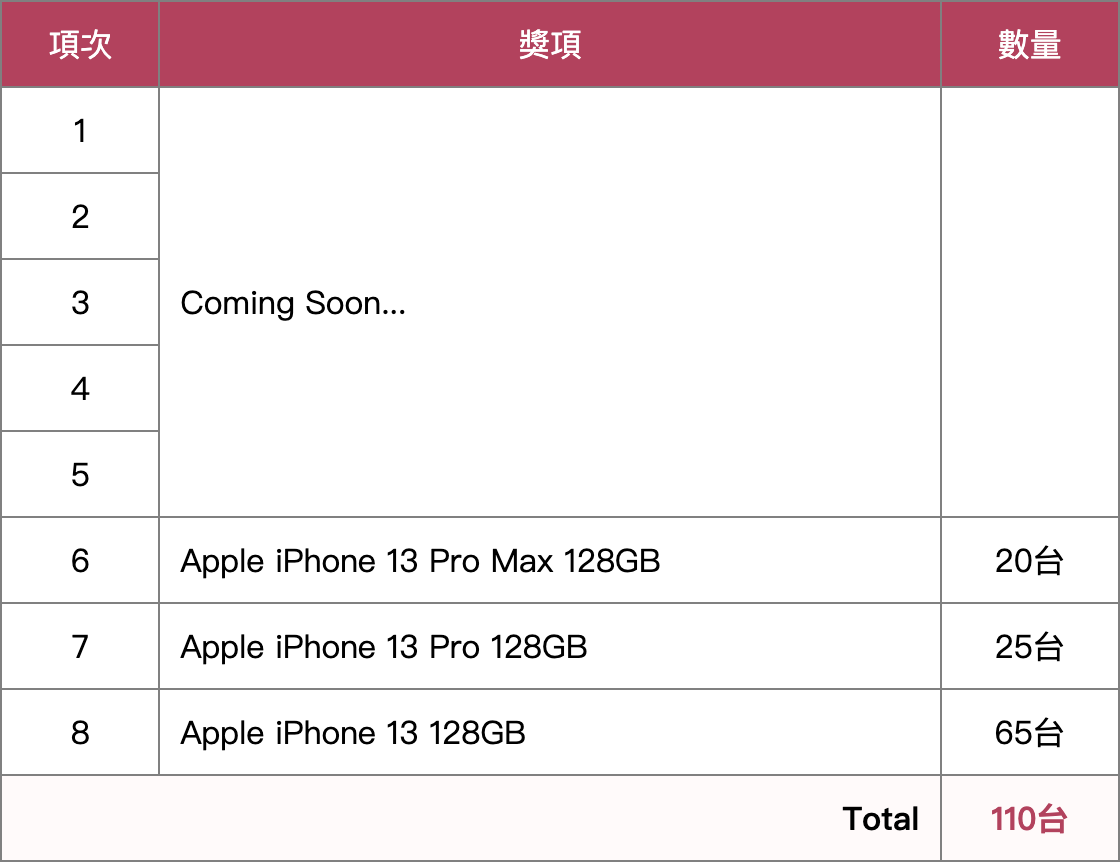 項次 獎項 數量
1
2
3 Coming Soon...
4
5
6 Apple iPhone 13 Pro Max 128GB 20台
7 Apple iPhone 13 Pro 128GB 25台
8 Apple iPhone 13 128GB 65台
Total 110台